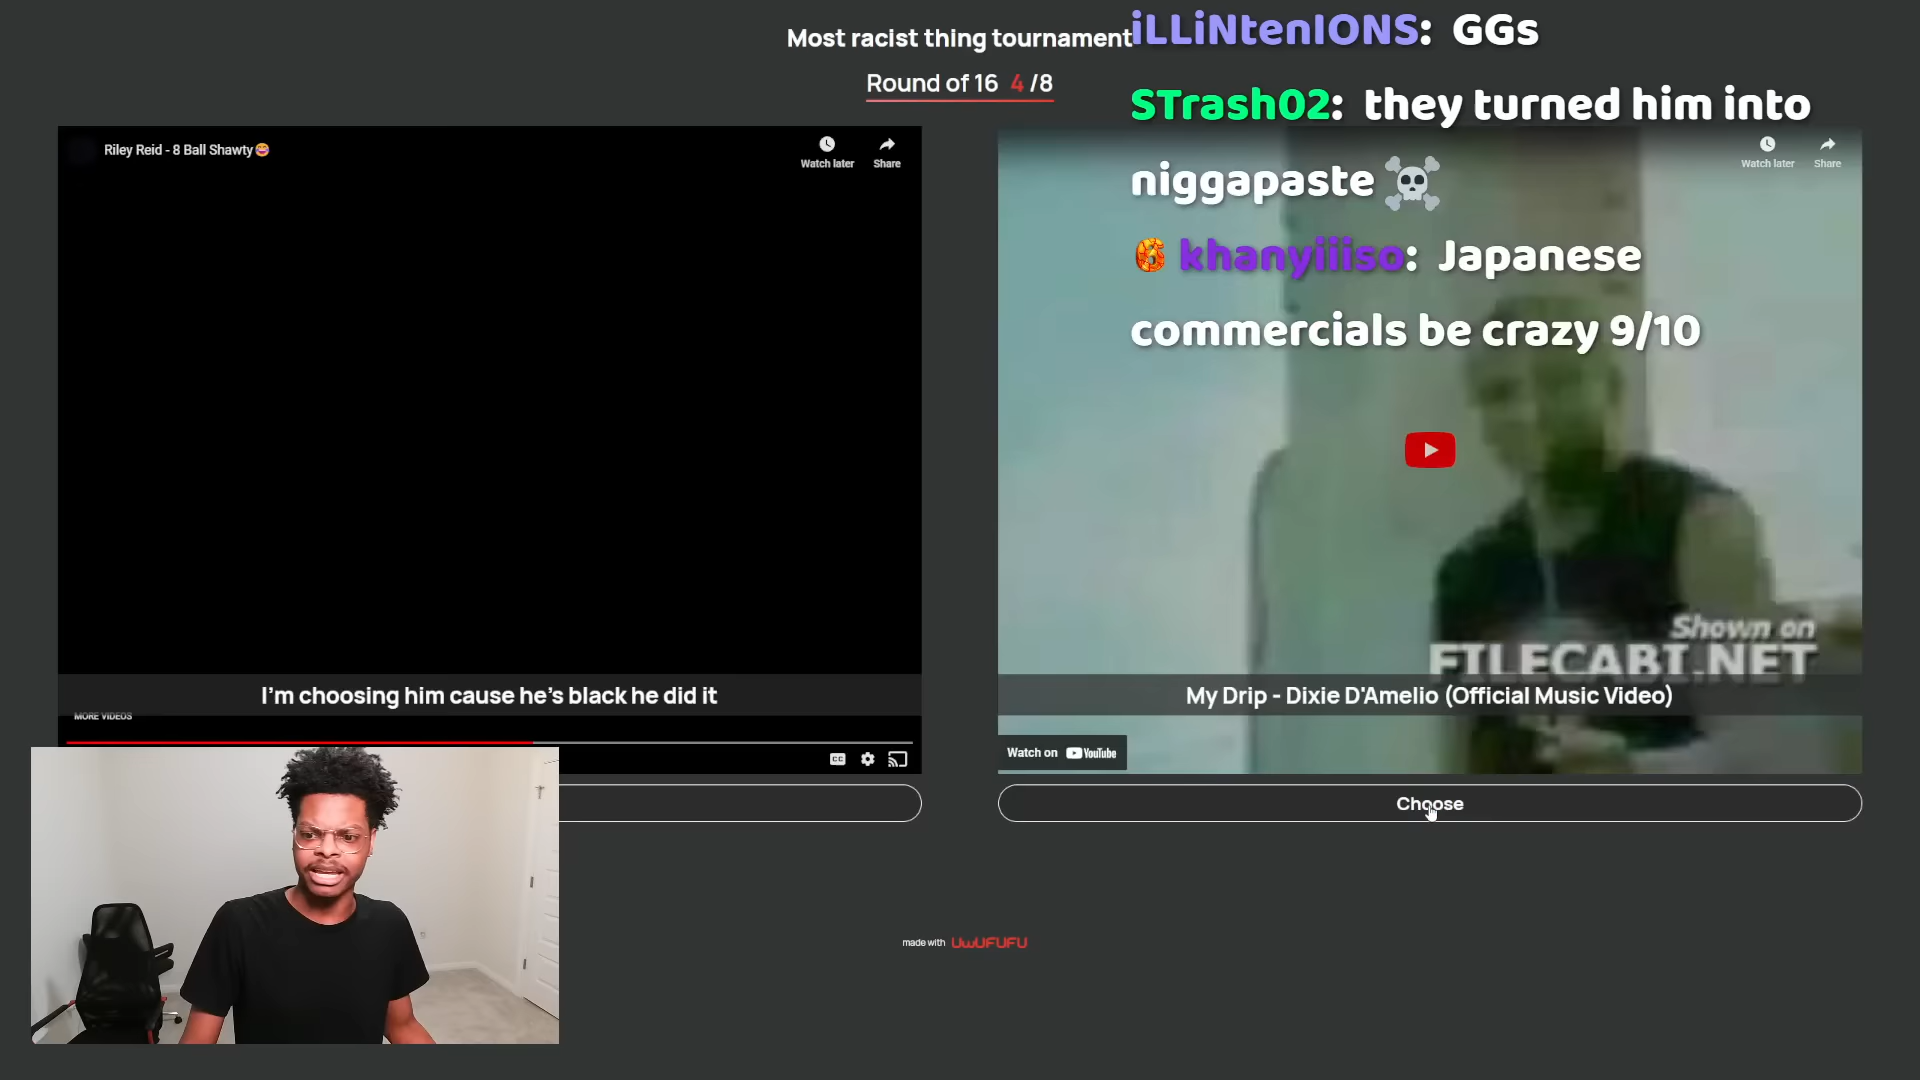 Most racist thing tournament
Round of 16 4 /8
iLLiNtenIONS: GGs
STrash02: they turned him into
niggapaste ☠
khanyiliso: Japanese
commercials be crazy 9/10
Riley Reid - 8 Ball Shawty😂
Watch later
Share
Watch later
Share
Shown on
FILECABI.NET
I'm choosing him cause he's black he did it
MORE VIDEOS
CC
My Drip - Dixie D'Amelio (Official Music Video)
Watch on YouTube
Choose
made with UwUFUFU